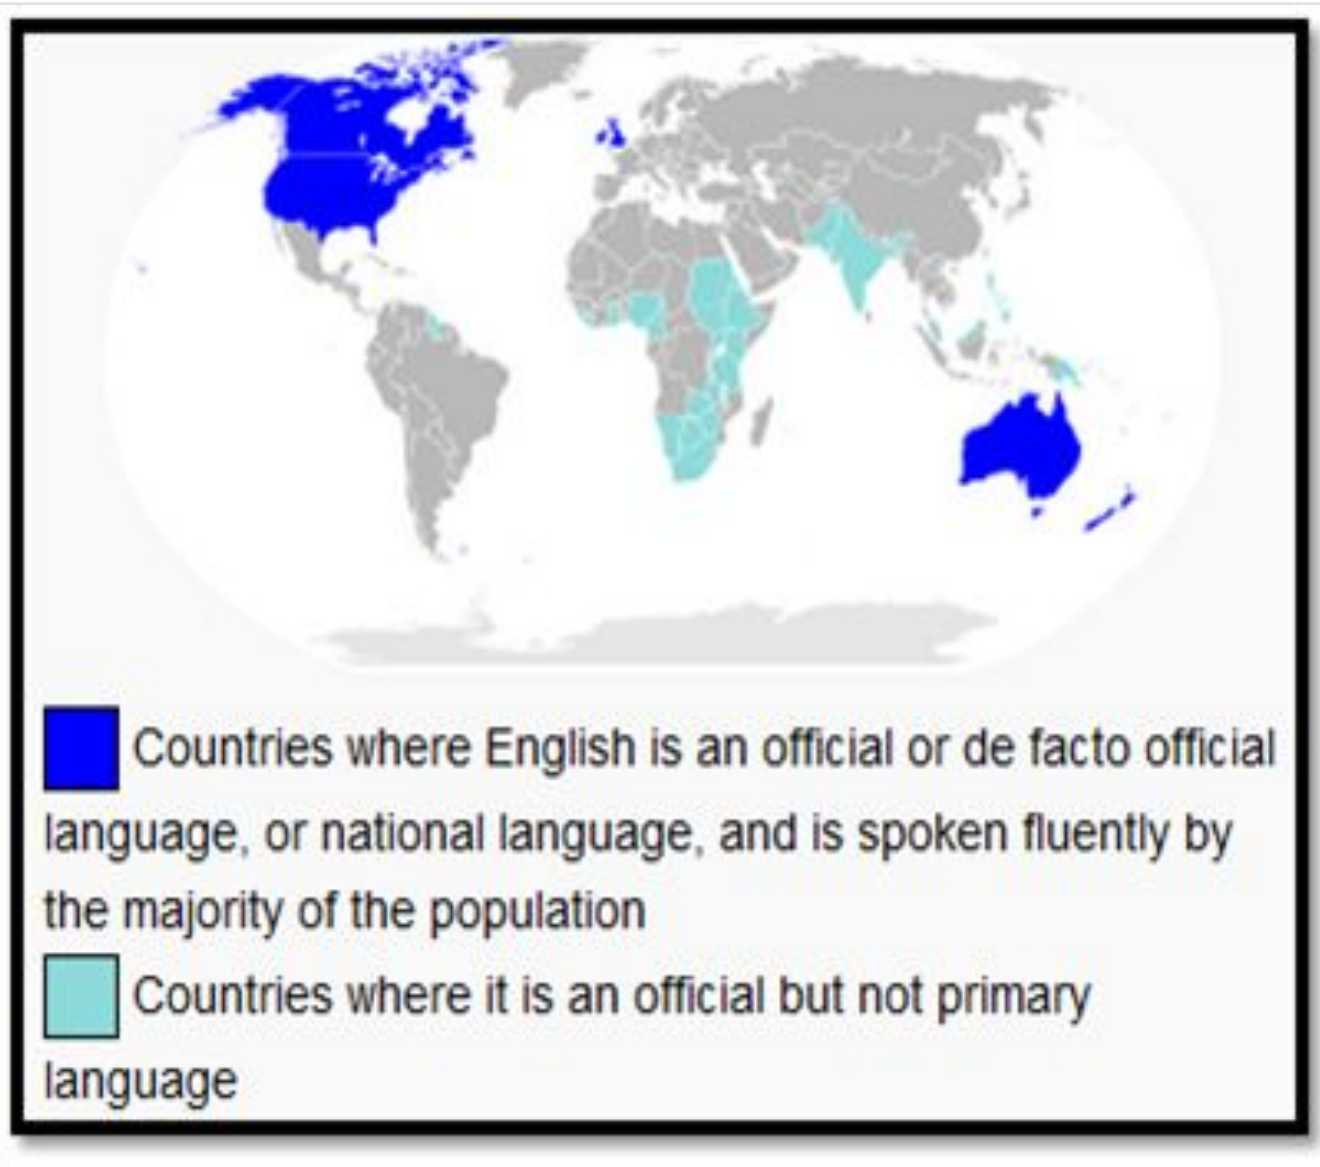 Countries where English is an official or de facto official
language, or national language, and is spoken fluently by
the majority of the population
Countries where it is an official but not primary
language